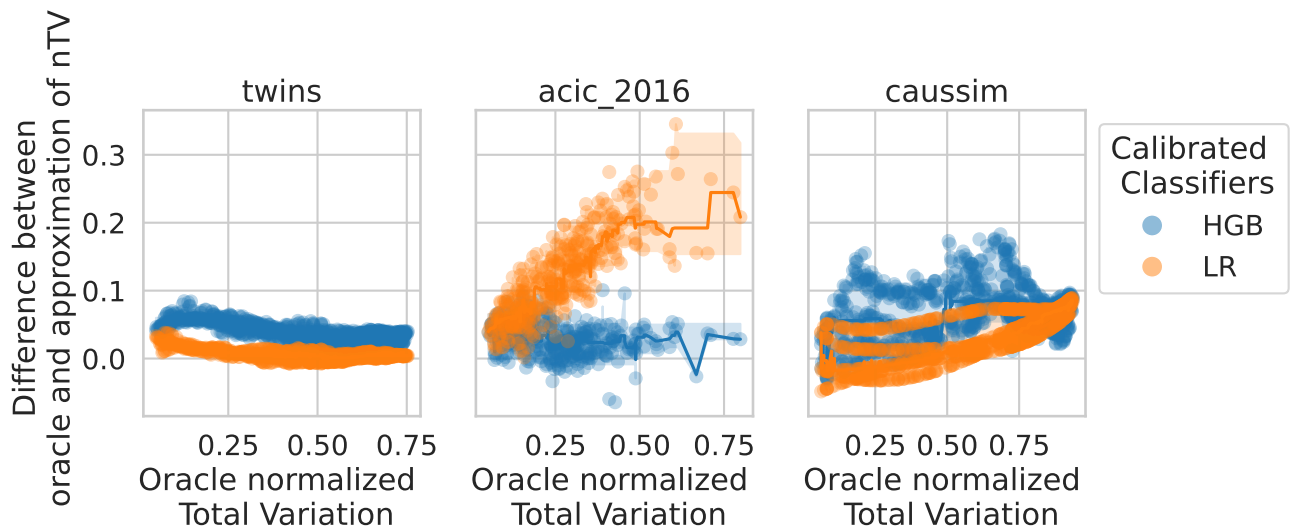 Difference between
oracle and approximation of nTV
twins
acic_2016
caussim
0.3
0.2
0.1
0.0
0.25 0.50 0.75
0.25 0.50 0.75
0.25 0.50 0.75
Oracle normalized
Total Variation
Oracle normalized
Total Variation
Oracle normalized
Total Variation
Calibrated
Classifiers
HGB
LR